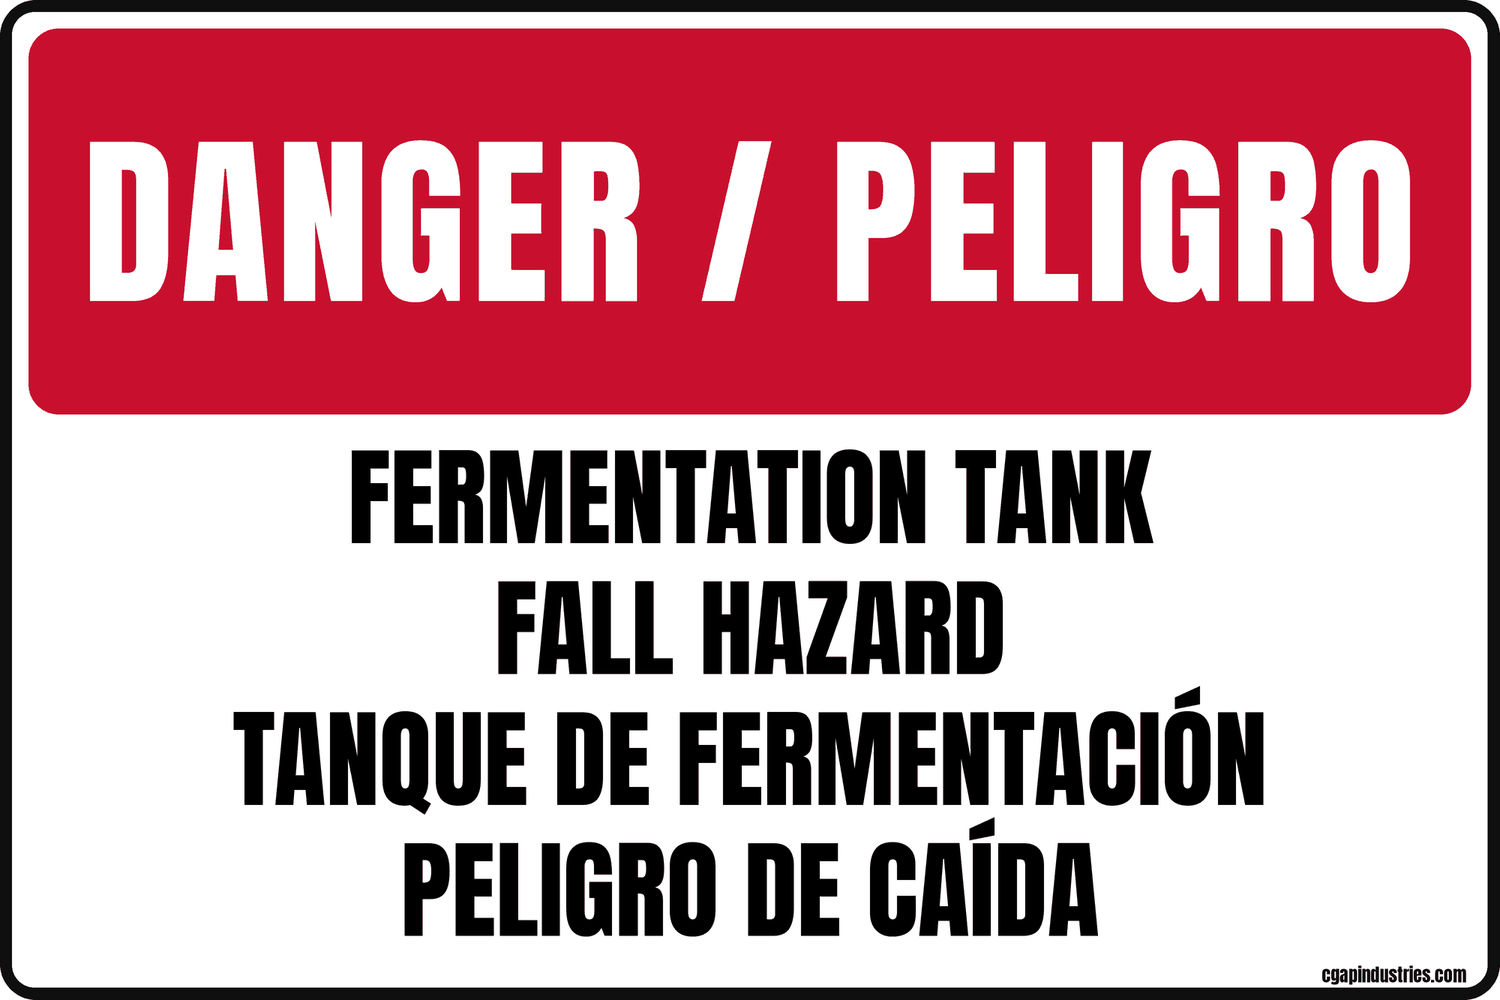 DANGER / PELIGRO
FERMENTATION TANK
FALL HAZARD
TANQUE DE FERMENTACIÓN
PELIGRO DE CAÍDA
cgapindustries.com